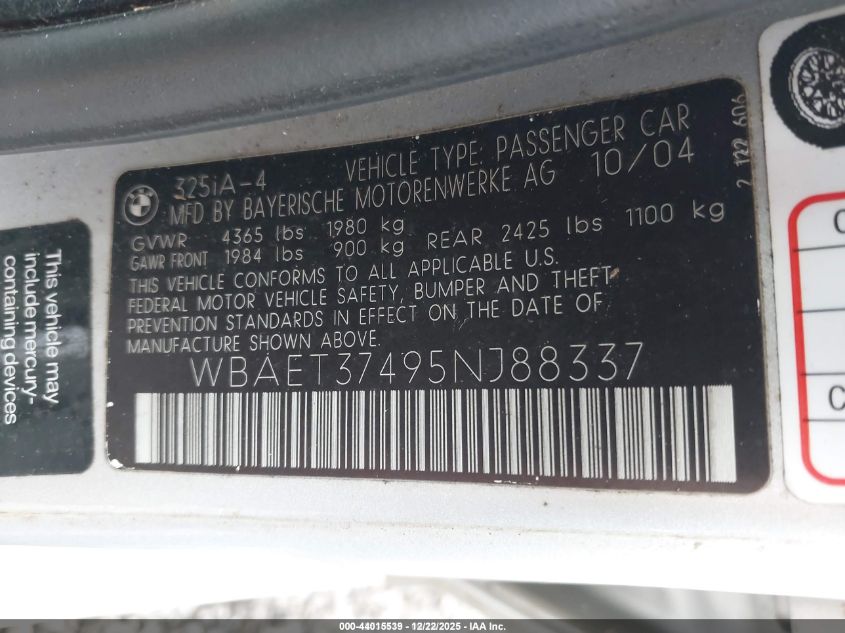 325iA-4 VEHICLE TYPE: PASSENGER CAR
MFD BY BAYERISCHE MOTORENWERKE AG 10/04
GVWR 4365 lbs 1980 kg
GAWR FRONT 1984 lbs 900 kg REAR 2425 lbs 1100 kg
THIS VEHICLE CONFORMS TO ALL APPLICABLE U.S.
FEDERAL MOTOR VEHICLE SAFETY, BUMPER AND THEFT
PREVENTION STANDARDS IN EFFECT ON THE DATE OF
MANUFACTURE SHOWN ABOVE.
WBAET37495NJ88337
7 122 606
This vehicle may
include mercury-
containing devices
C
C
000-44015539 - 12/22/2025 - IAA Inc.